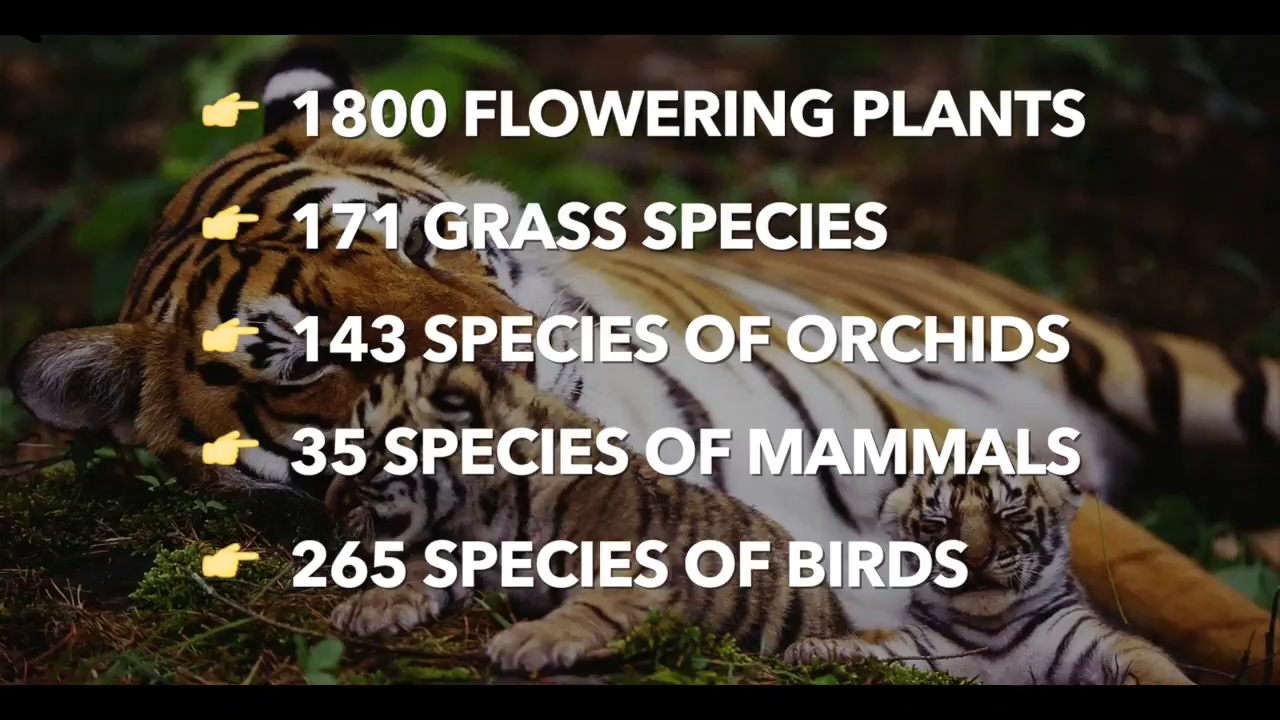 👉 1800 FLOWERING PLANTS
👉 171 GRASS SPECIES
👉 143 SPECIES OF ORCHIDS
👉 35 SPECIES OF MAMMALS
👉 265 SPECIES OF BIRDS